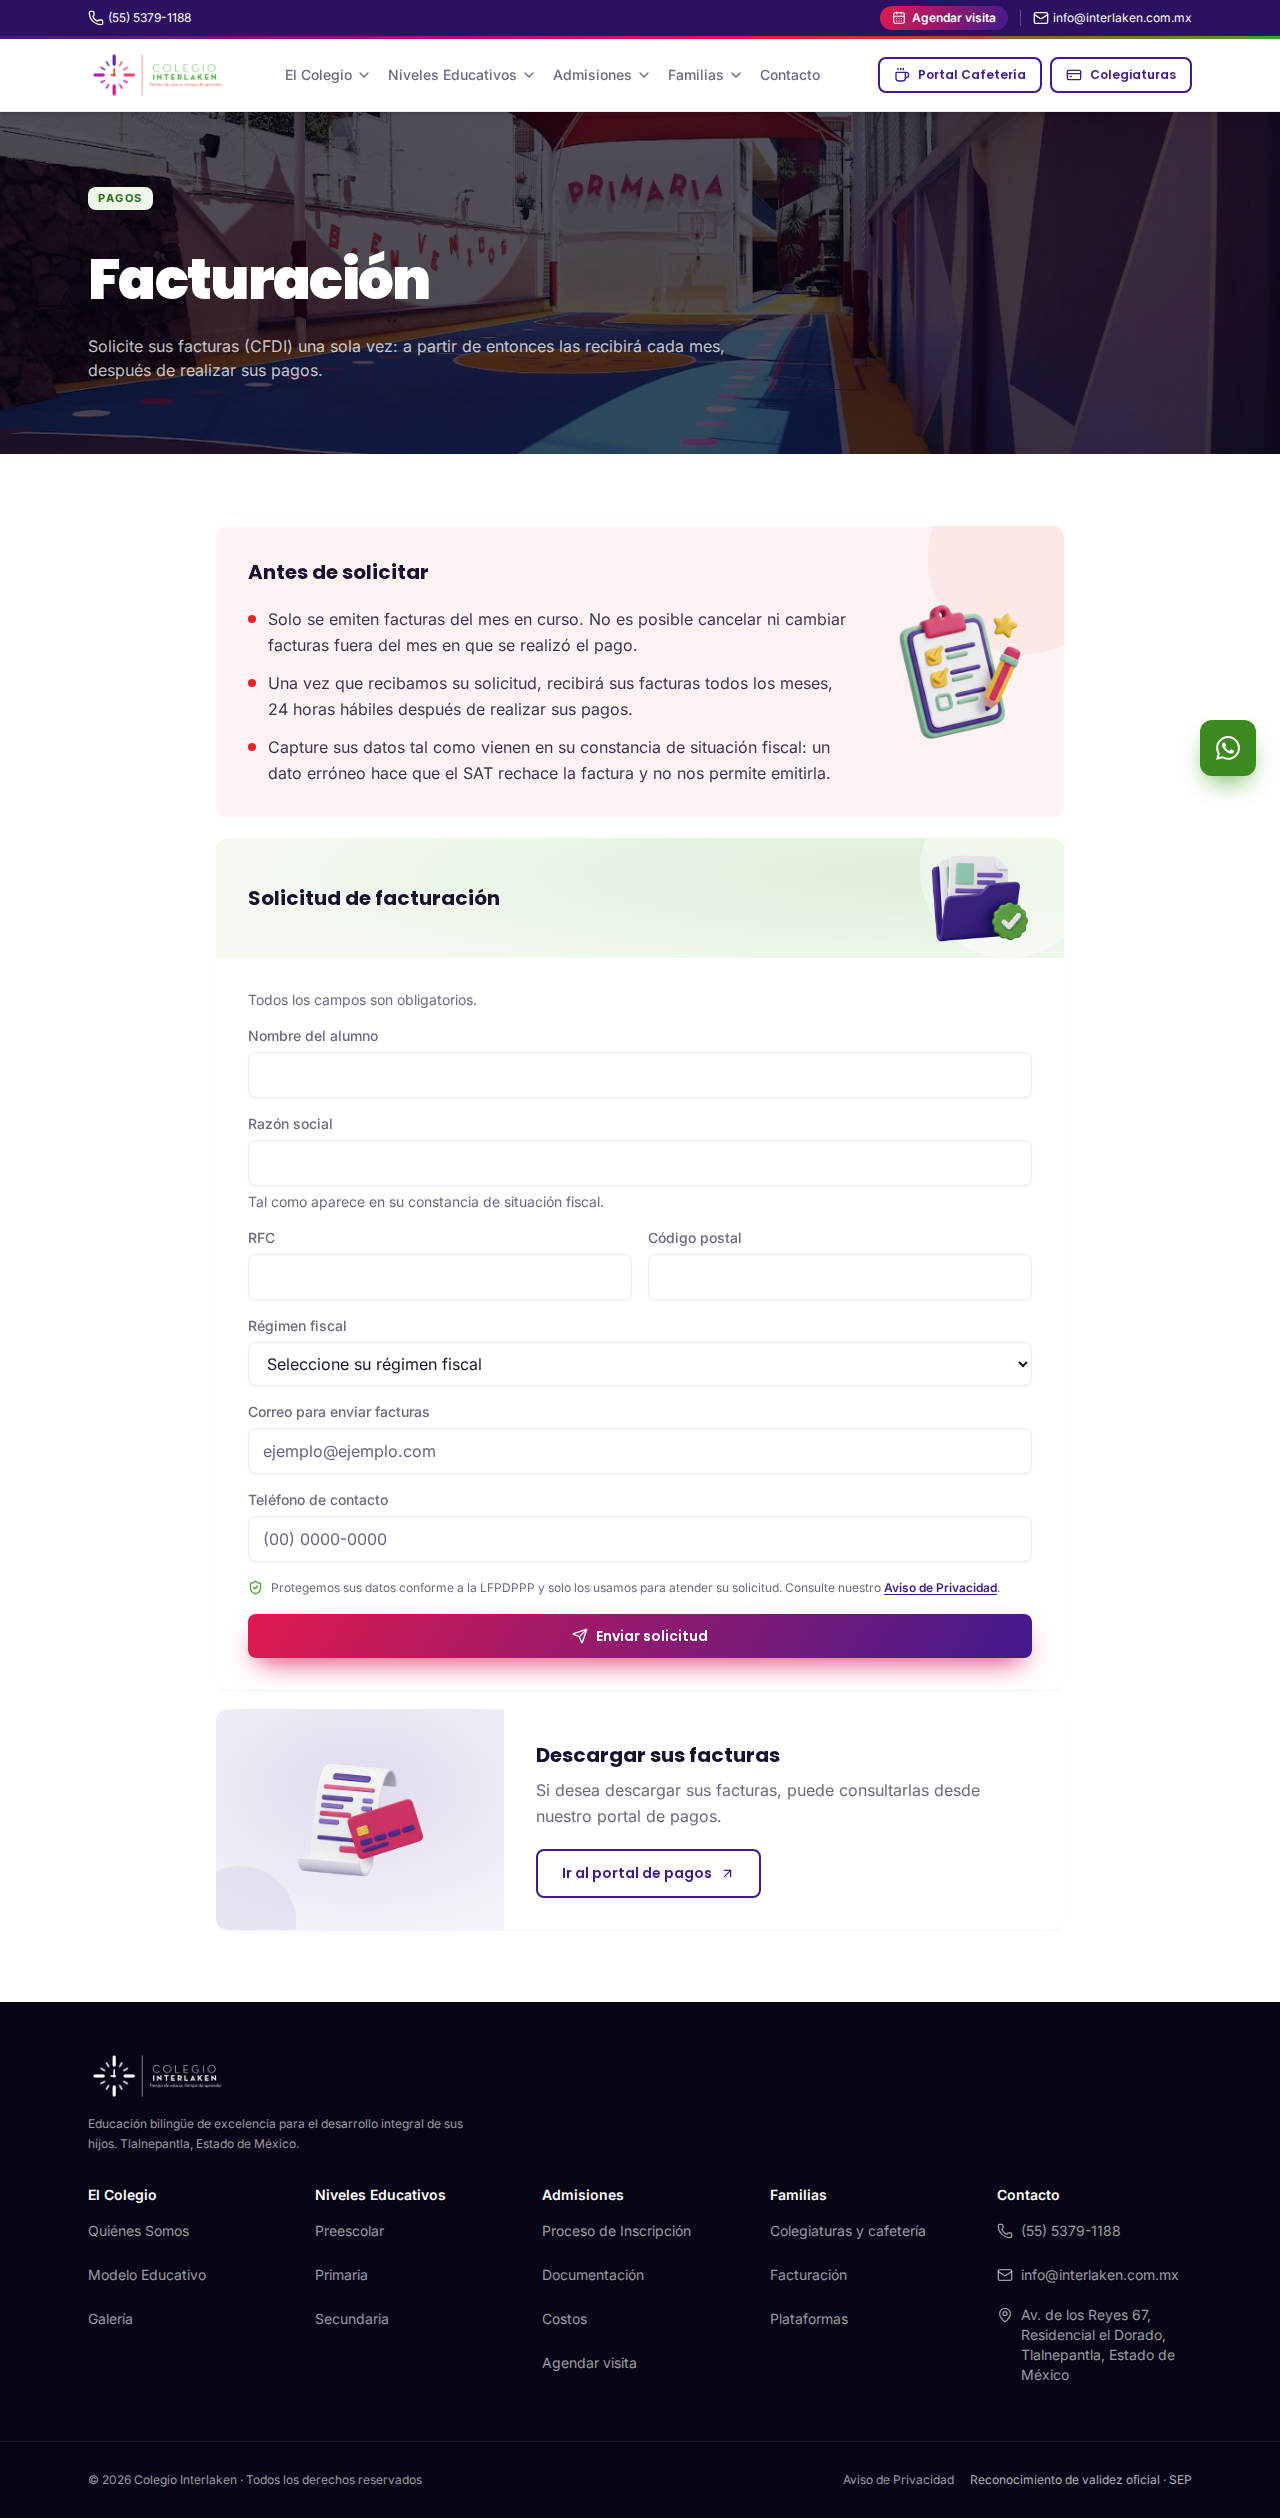 (55) 5379-1188
Agendar visita
info@interlaken.com.mx
COLEGIO
INTERLAKEN
Tiempo de educar, tiempo de aprender
El Colegio
Niveles Educativos
Admisiones
Familias
Contacto
Portal Cafetería
Colegiaturas
PRIMARIA
BIENVENIDOS
PAGOS
Facturación
Solicite sus facturas (CFDI) una sola vez: a partir de entonces las recibirá cada mes,
después de realizar sus pagos.
Antes de solicitar
Solo se emiten facturas del mes en curso. No es posible cancelar ni cambiar
facturas fuera del mes en que se realizó el pago.
Una vez que recibamos su solicitud, recibirá sus facturas todos los meses,
24 horas hábiles después de realizar sus pagos.
Capture sus datos tal como vienen en su constancia de situación fiscal: un
dato erróneo hace que el SAT rechace la factura y no nos permite emitirla.
Solicitud de facturación
Todos los campos son obligatorios.
Nombre del alumno
Razón social
Tal como aparece en su constancia de situación fiscal.
RFC
Código postal
Régimen fiscal
Seleccione su régimen fiscal
Correo para enviar facturas
ejemplo@ejemplo.com
Teléfono de contacto
(00) 0000-0000
Protegemos sus datos conforme a la LFPDPPP y solo los usamos para atender su solicitud. Consulte nuestro Aviso de Privacidad.
Enviar solicitud
Descargar sus facturas
Si desea descargar sus facturas, puede consultarlas desde
nuestro portal de pagos.
Ir al portal de pagos
COLEGIO
INTERLAKEN
Tiempo de educar, tiempo de aprender
Educación bilingüe de excelencia para el desarrollo integral de sus
hijos. Tlalnepantla, Estado de México.
El Colegio
Quiénes Somos
Modelo Educativo
Galería
Niveles Educativos
Preescolar
Primaria
Secundaria
Admisiones
Proceso de Inscripción
Documentación
Costos
Agendar visita
Familias
Colegiaturas y cafetería
Facturación
Plataformas
Contacto
(55) 5379-1188
info@interlaken.com.mx
Av. de los Reyes 67,
Residencial el Dorado,
Tlalnepantla, Estado de
México
© 2026 Colegio Interlaken · Todos los derechos reservados
Aviso de Privacidad
Reconocimiento de validez oficial · SEP